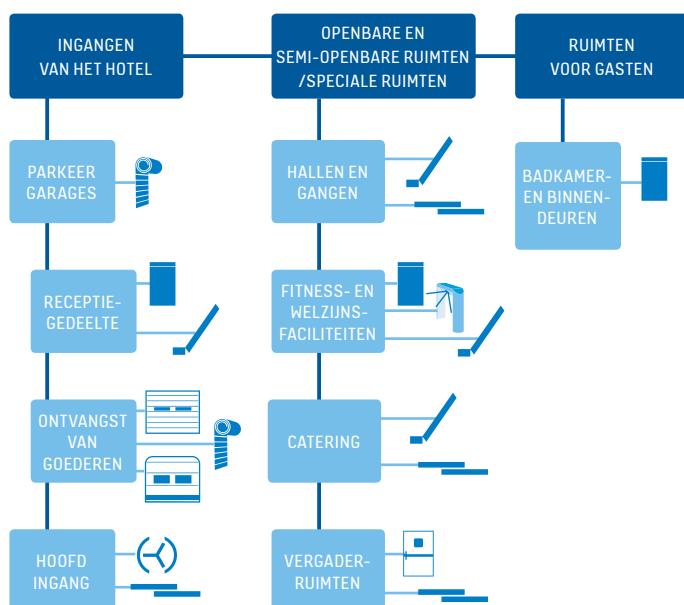 INGANGEN
VAN HET HOTEL
OPENBARE EN
SEMI-OPENBARE RUIMTEN
/SPECIALE RUIMTEN
RUIMTEN
VOOR GASTEN
PARKEER
GARAGES
HALLEN EN
GANGEN
BADKAMER-
EN BINNEN-
DEUREN
RECEPTIE-
GEDEELTE
FITNESS- EN
WELZIJNS-
FACILITEITEN
ONTVANGST
VAN
GOEDEREN
CATERING
HOOFD
INGANG
VERGADER-
RUIMTEN